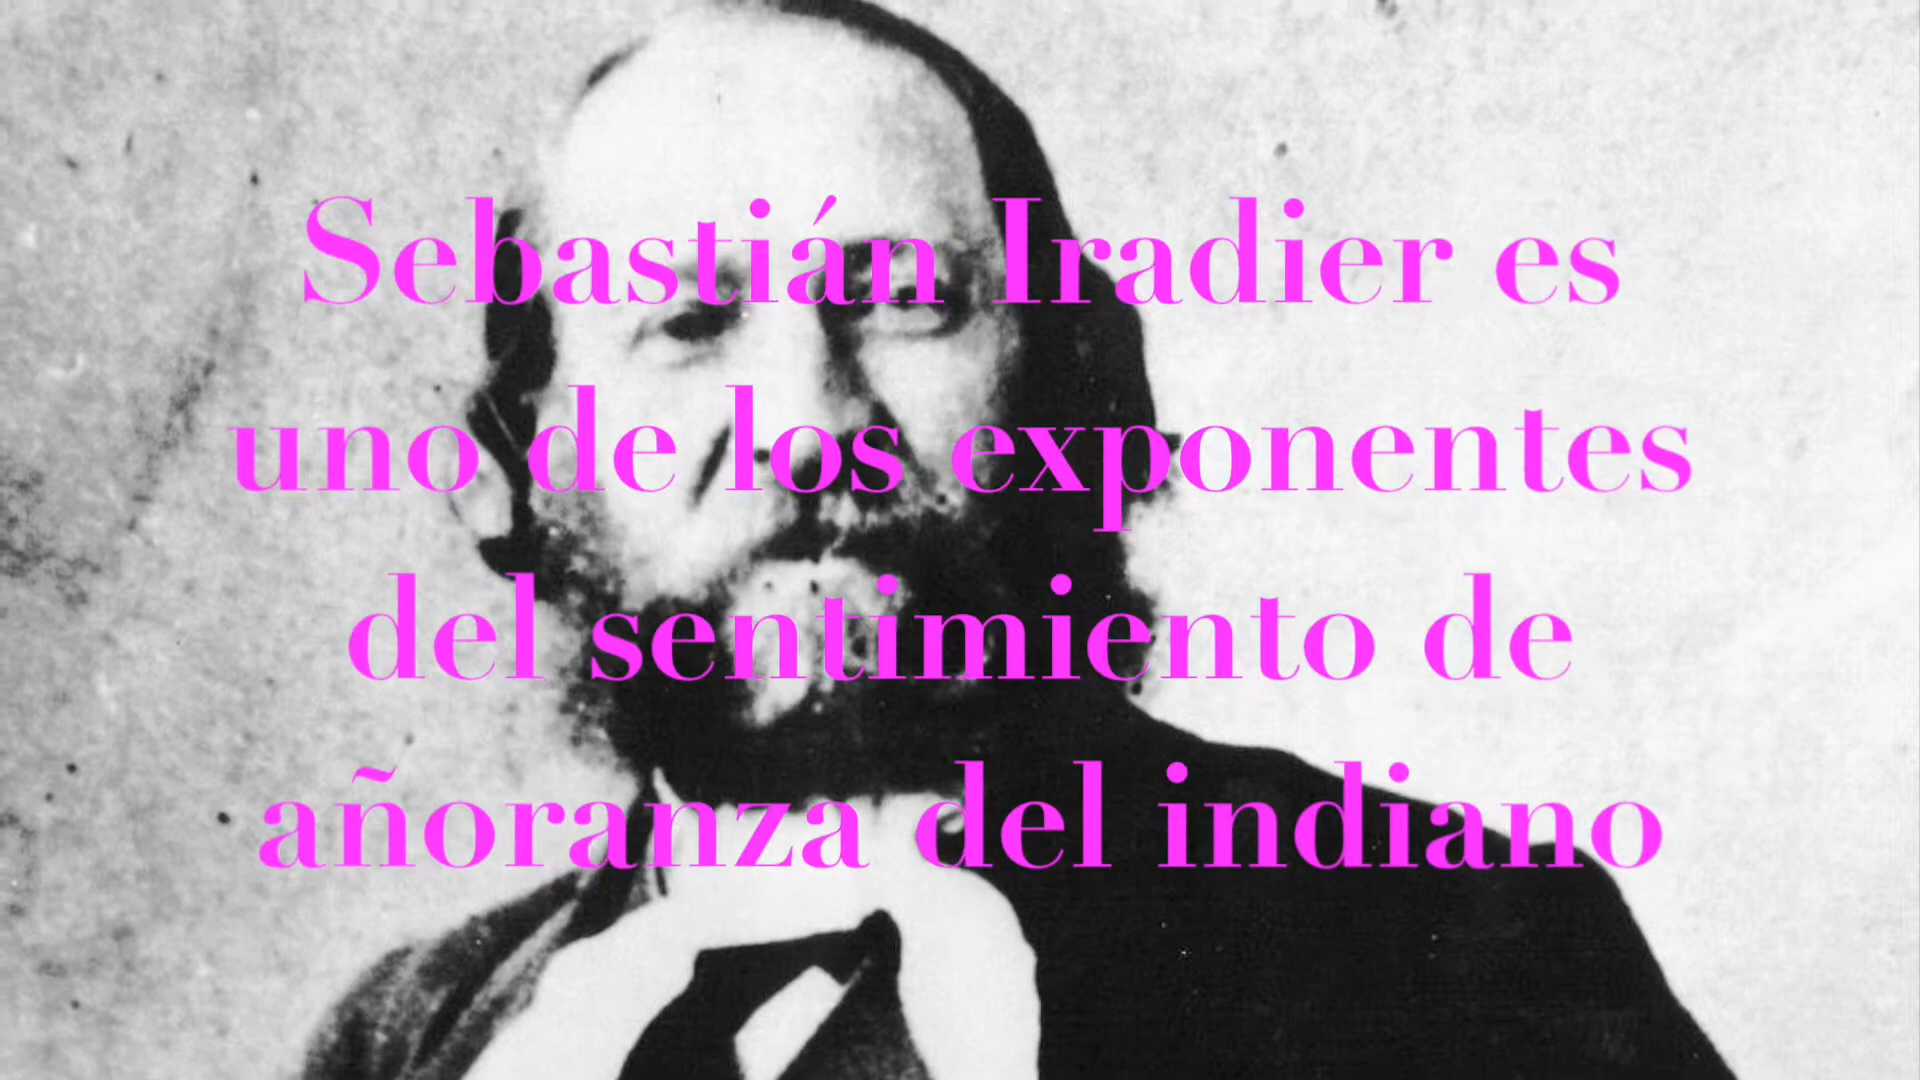 Sebastián Iradier es
uno de los exponentes
del sentimiento de
añoranza del indiano